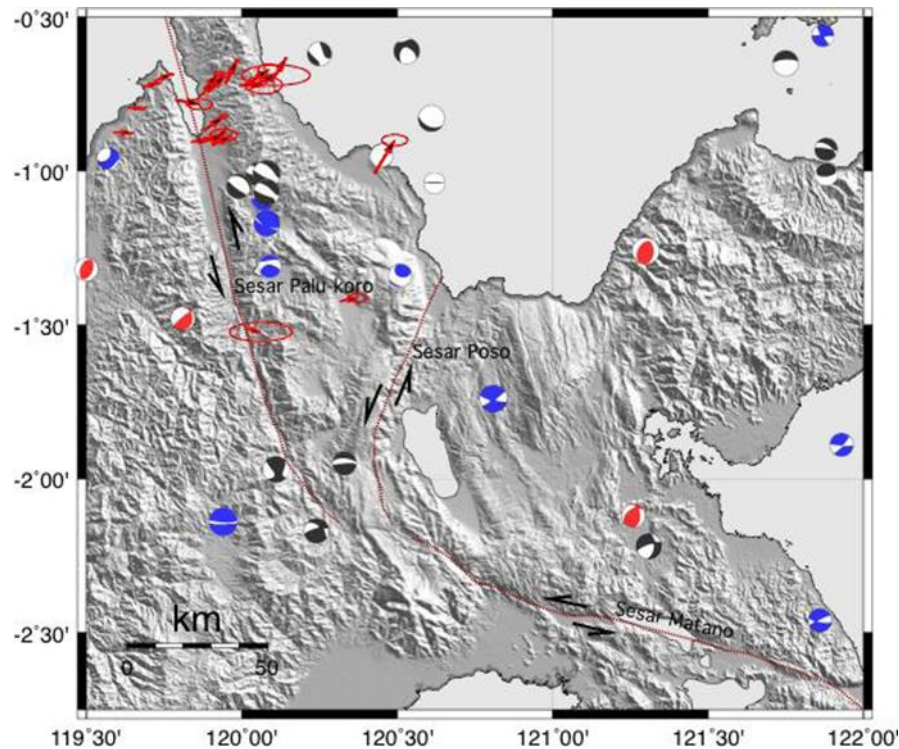 -0˚30'
-1˚00'
Sesar Palu-koro
-1˚30'
Sesar Poso
-2˚00'
km
-2˚30'
Sesar Matano
0 50
119˚30' 120˚00' 120˚30' 121˚00' 121˚30' 122˚00'